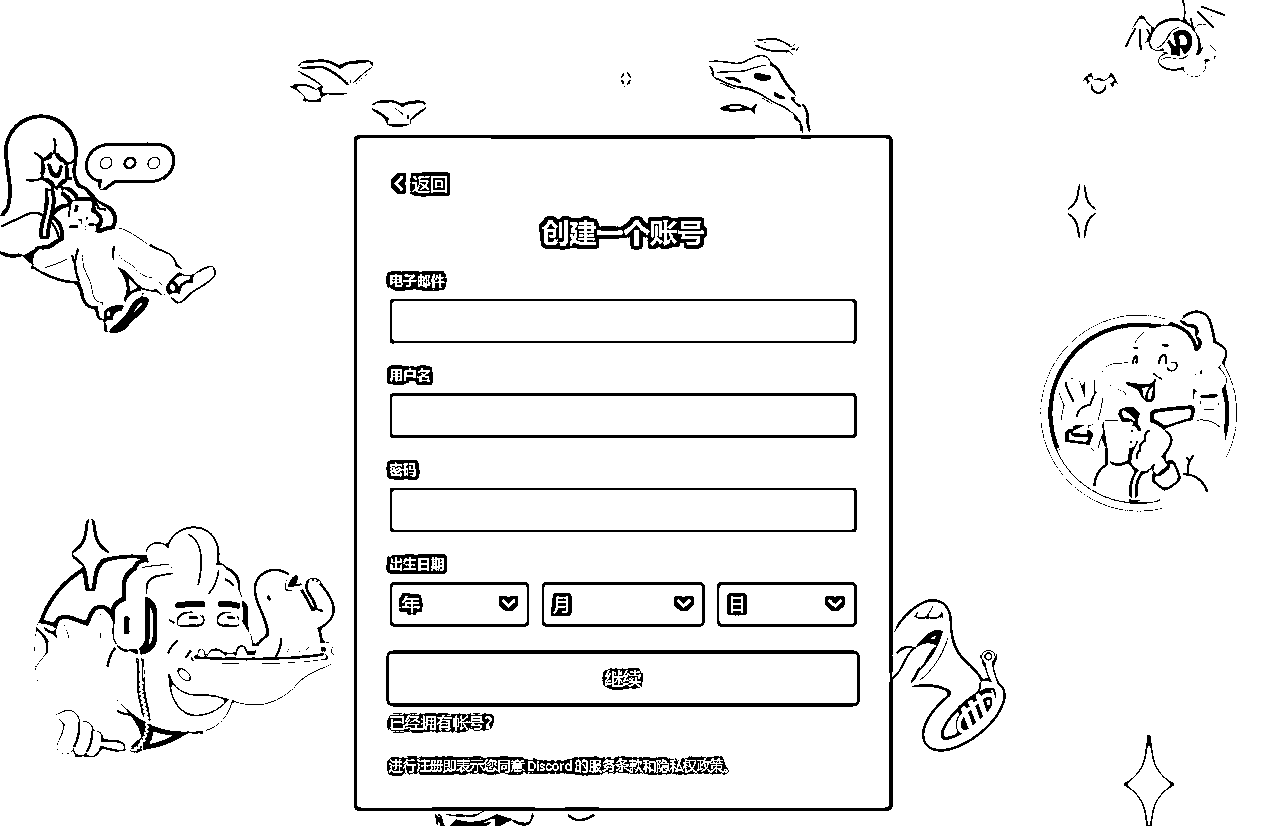 返回
创建一个账号
电子邮件
用户名
密码
出生日期
年 月 日
继续
已经拥有帐号?
进行注册即表示您同意 Discord 的服务条款和隐私权政策。